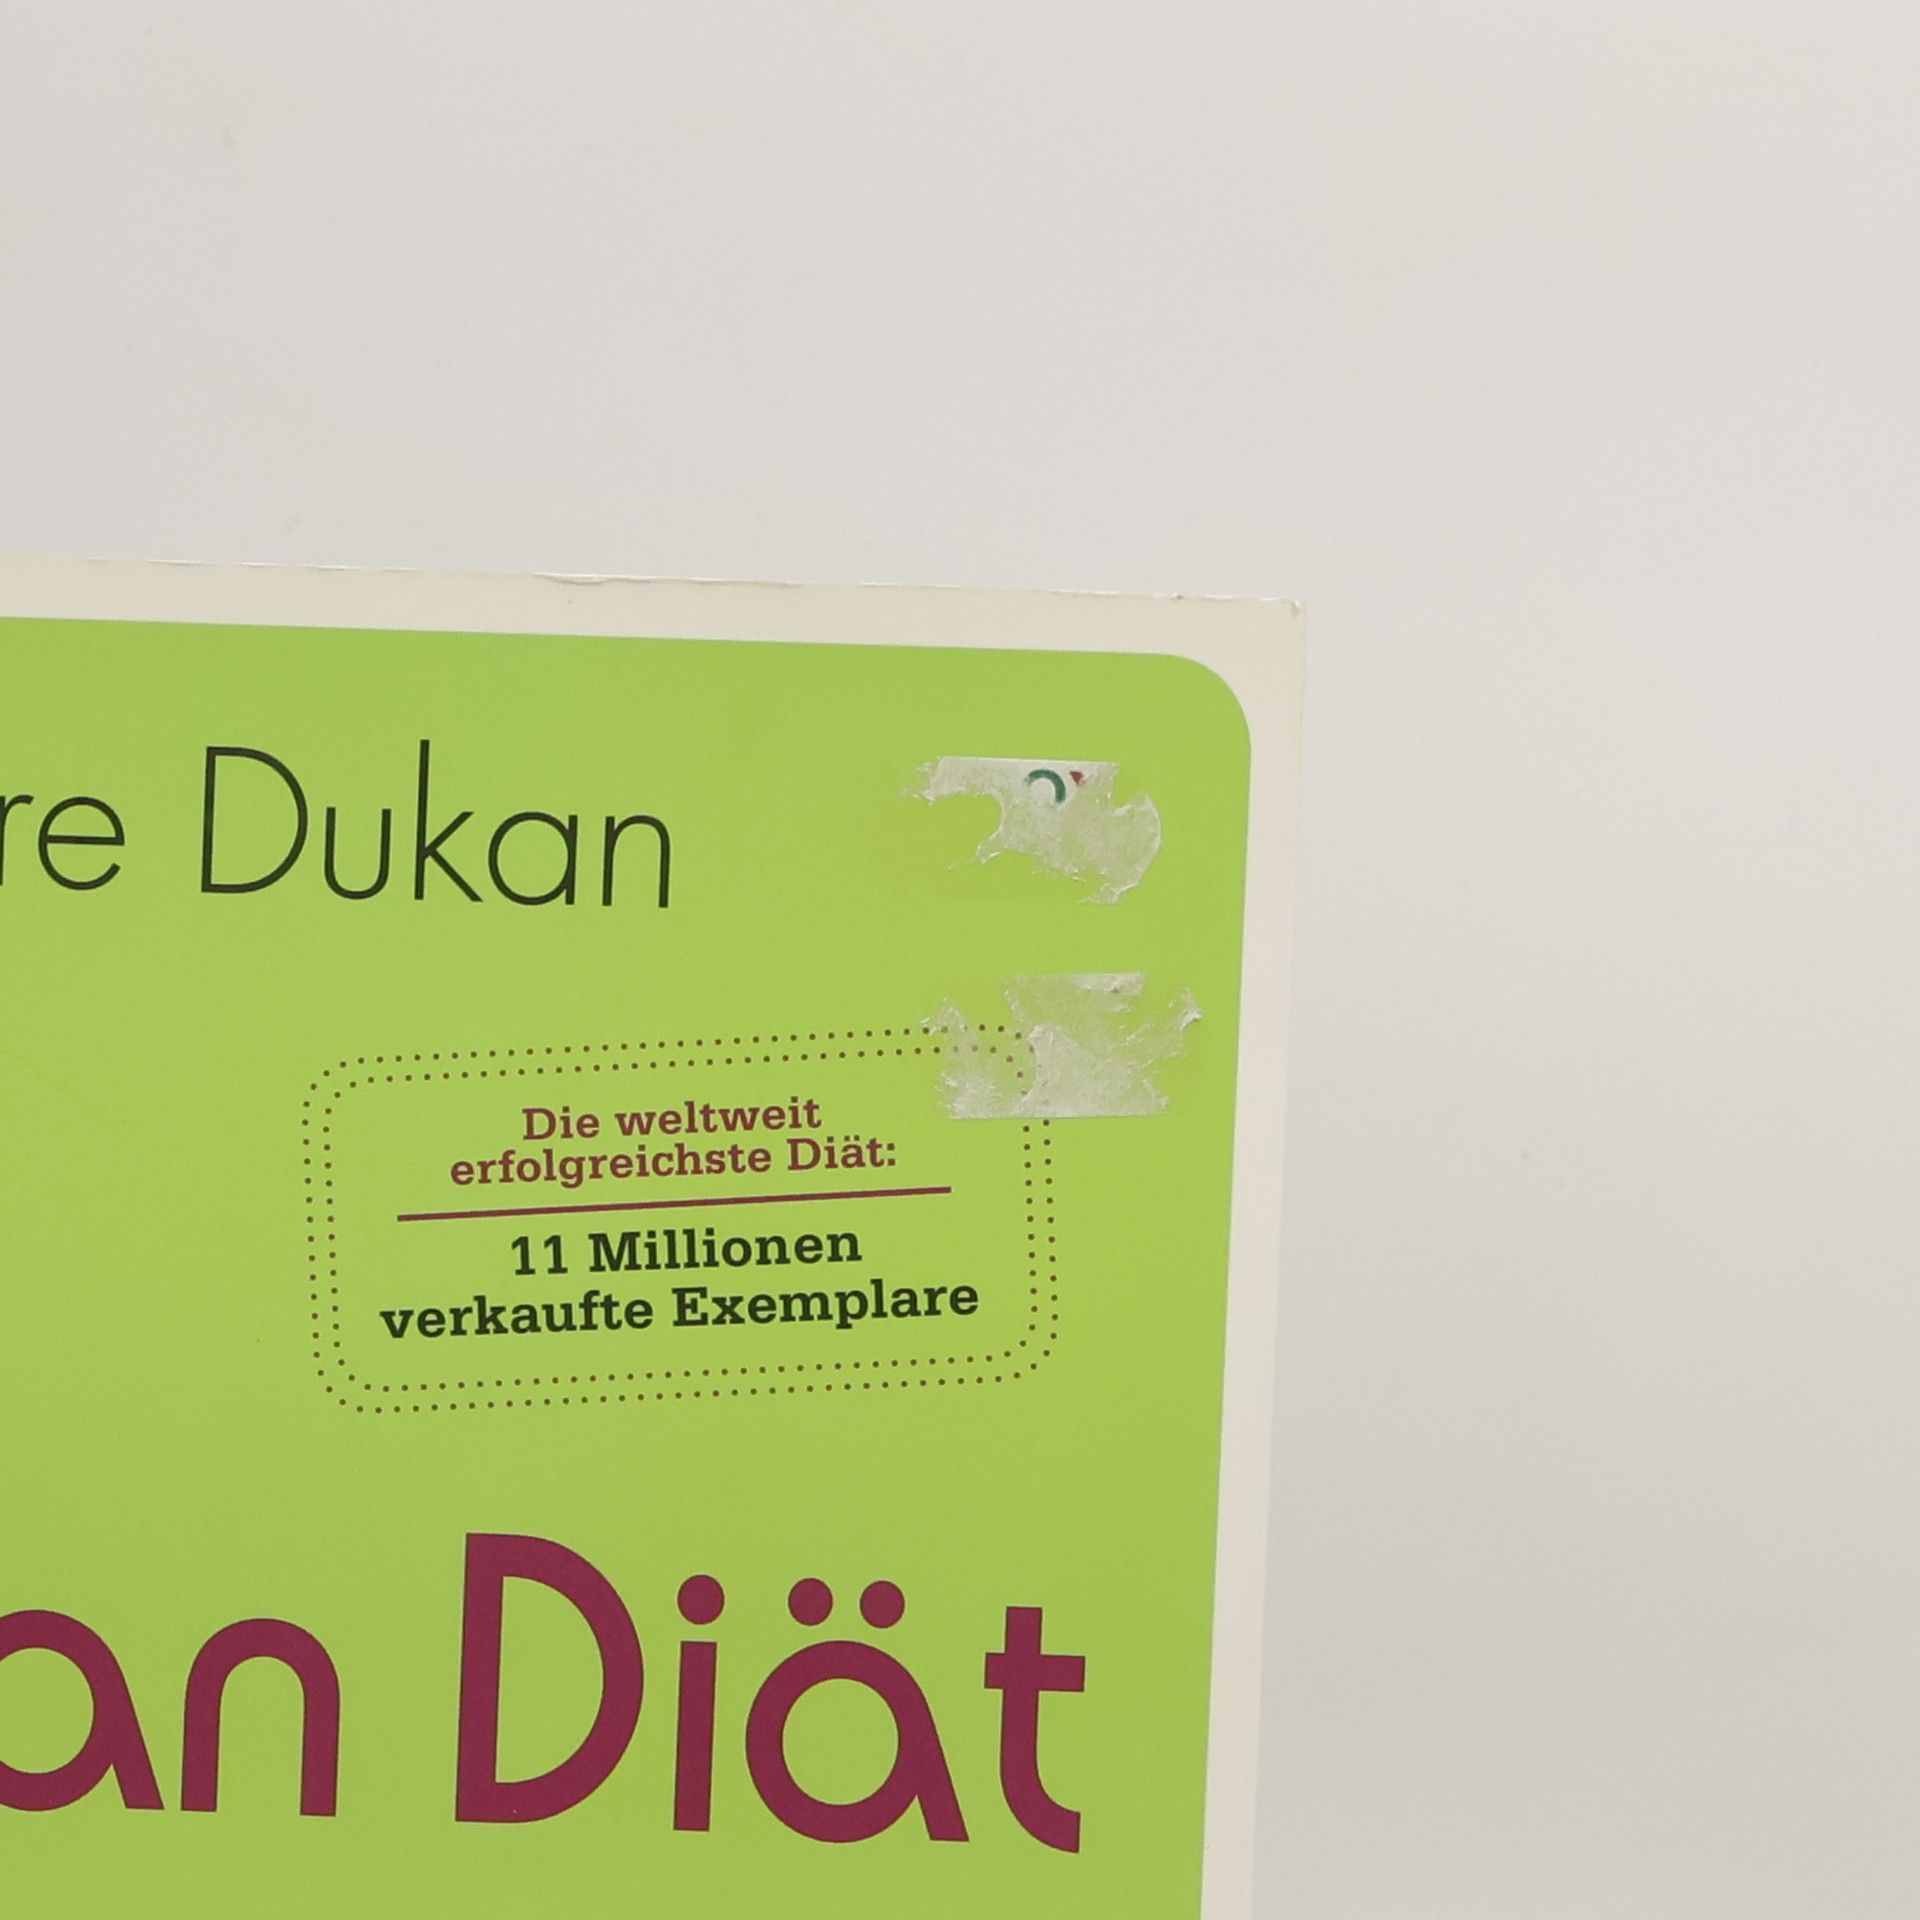 re Dukan
Die weltweit
erfolgreichste Diät:
11 Millionen
verkaufte Exemplare
an Diät